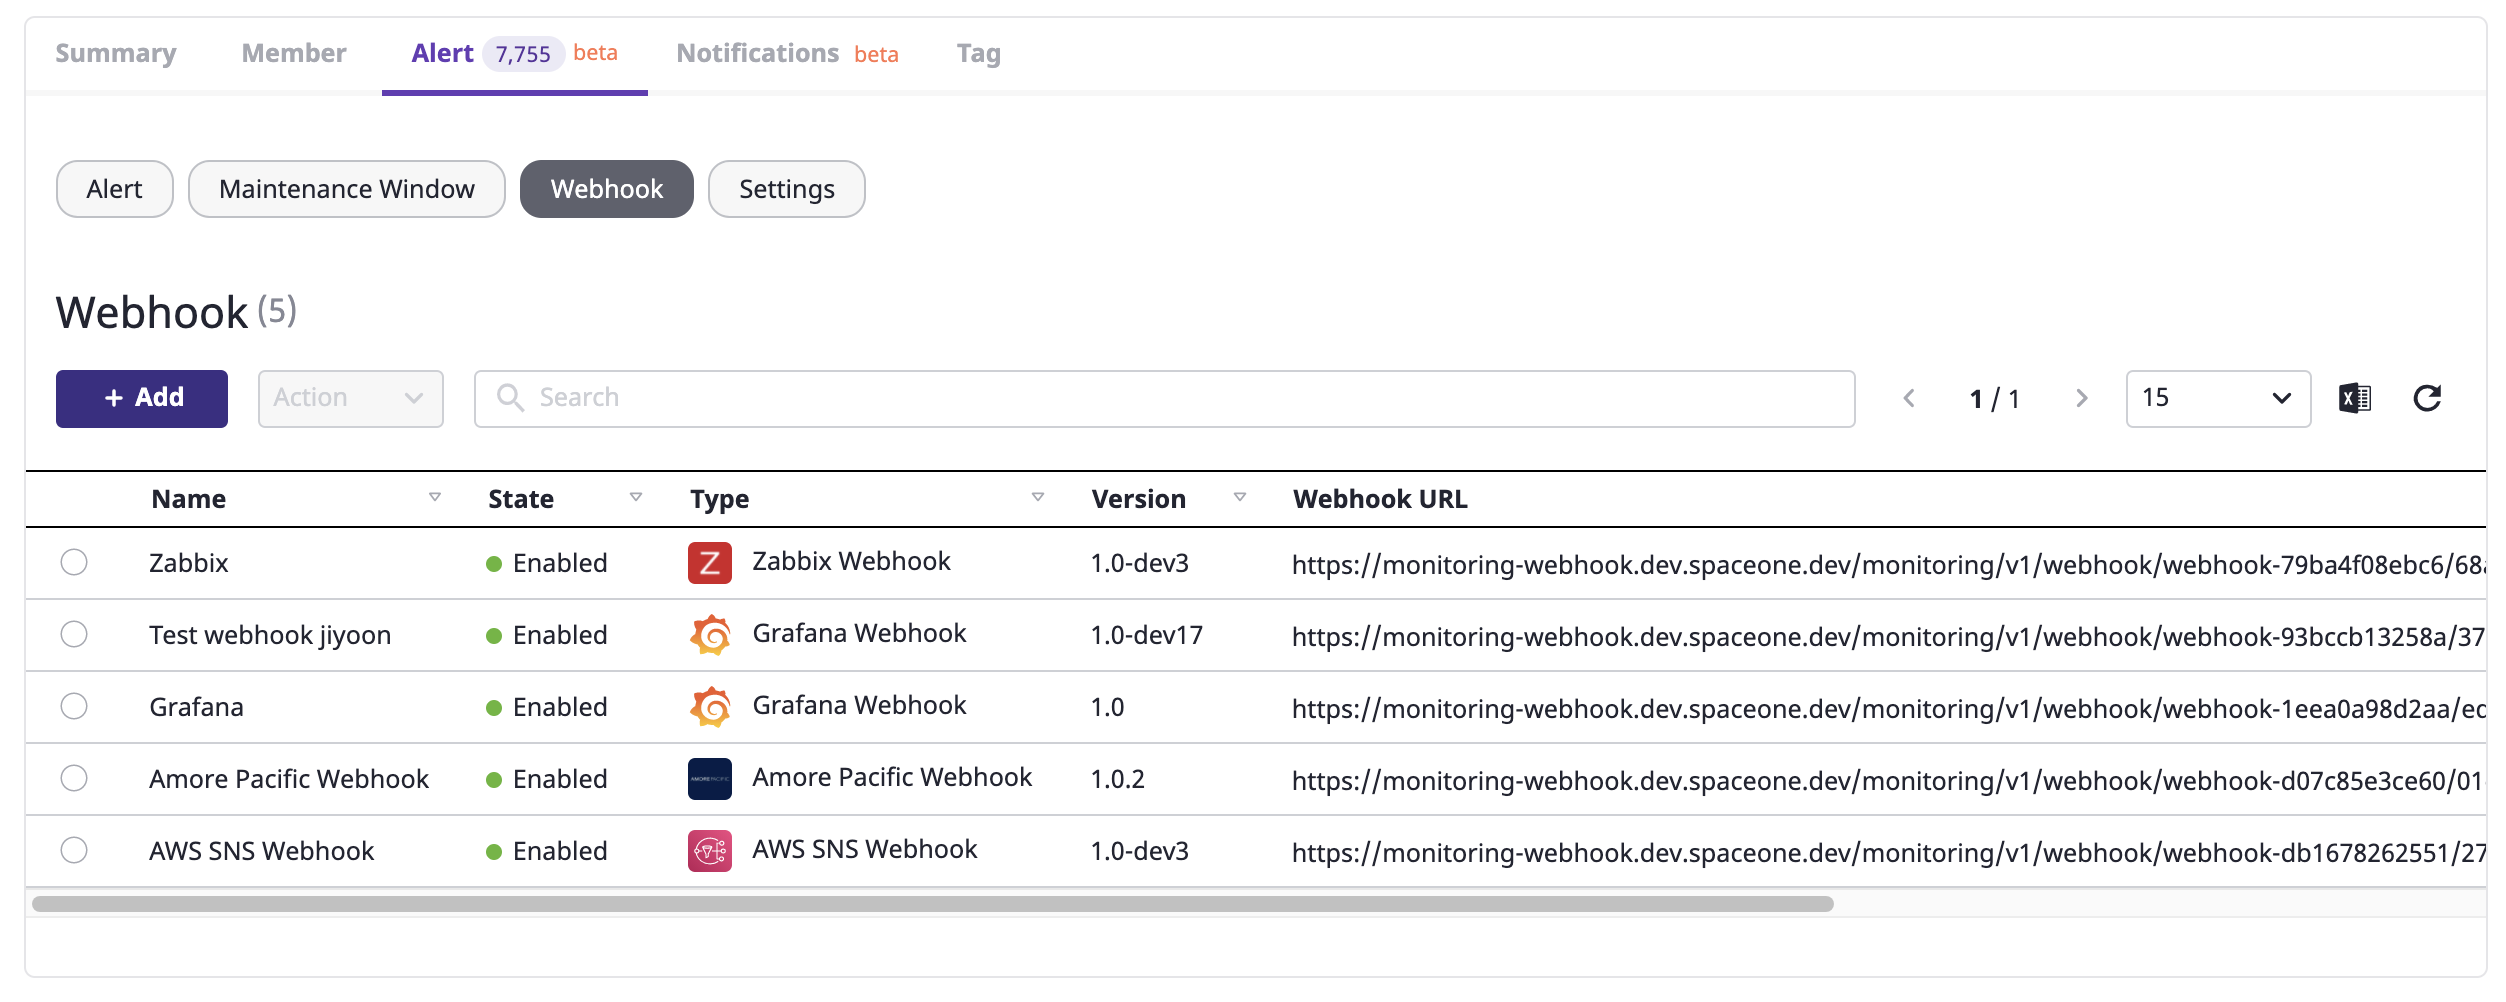 Summary Member Alert 7,755 beta Notifications beta Tag
Alert Maintenance Window Webhook Settings
Webhook (5)
+ Add Action Search 1 / 1 15
Name State Type Version Webhook URL
Zabbix Enabled Zabbix Webhook 1.0-dev3 https://monitoring-webhook.dev.spaceone.dev/monitoring/v1/webhook/webhook-79ba4f08ebc6/68
Test webhook jiyoon Enabled Grafana Webhook 1.0-dev17 https://monitoring-webhook.dev.spaceone.dev/monitoring/v1/webhook/webhook-93bccb13258a/37
Grafana Enabled Grafana Webhook 1.0 https://monitoring-webhook.dev.spaceone.dev/monitoring/v1/webhook/webhook-1eea0a98d2aa/ec
Amore Pacific Webhook Enabled AMOREPACIFIC Amore Pacific Webhook 1.0.2 https://monitoring-webhook.dev.spaceone.dev/monitoring/v1/webhook/webhook-d07c85e3ce60/01
AWS SNS Webhook Enabled AWS SNS Webhook 1.0-dev3 https://monitoring-webhook.dev.spaceone.dev/monitoring/v1/webhook/webhook-db1678262551/27